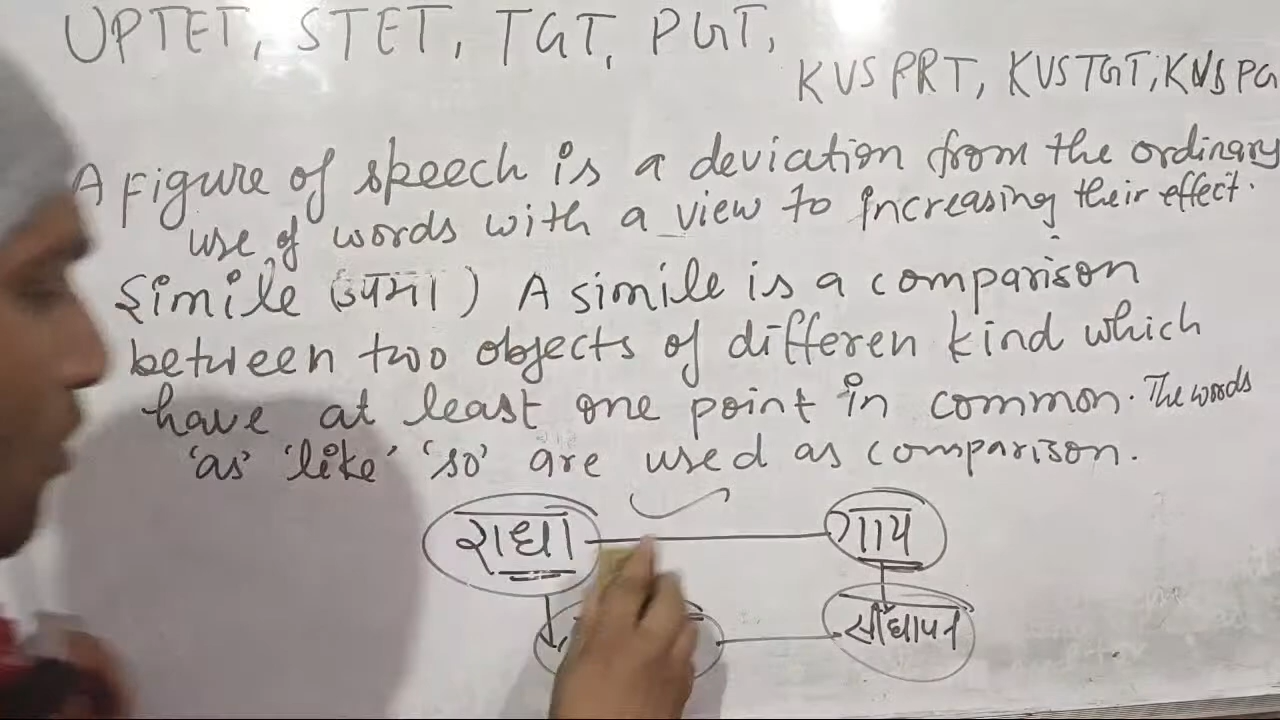 UPTET, STET, TGT, PGT,
KVS PRT, KVS TGT, KVS PG
A Figure of speech is a deviation from the ordinary
use of words with a view to increasing their effect.
Simile (उपमा) A simile is a comparison
between two objects of differen kind which
have at least one point in common. The words
'as' 'like' 'so' are used as comparison.
राधा गाय
सीधापन